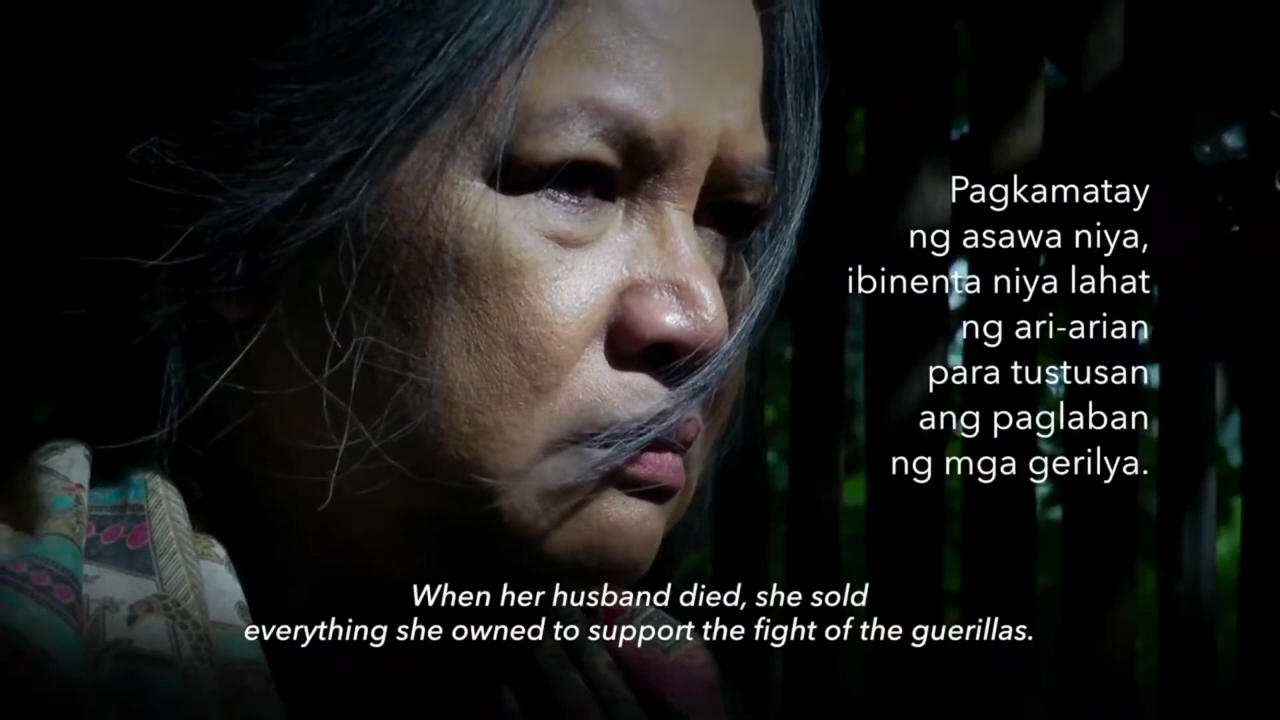 Pagkamatay
ng asawa niya,
ibinenta niya lahat
ng ari-arian
para tustusan
ang paglaban
ng mga gerilya.
When her husband died, she sold
everything she owned to support the fight of the guerillas.